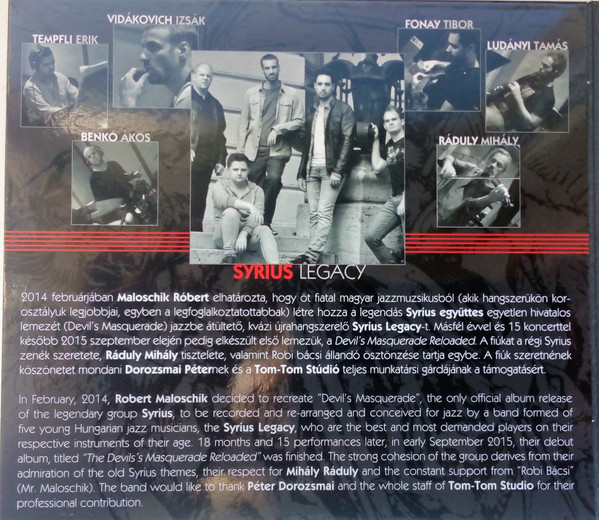 VIDÁKOVICH IZSÁK
FONAY TIBOR
TEMPFLI ERIK
LUDÁNYI TAMÁS
BENKÓ ÁKOS
RÁDULY MIHÁLY
SYRIUS LEGACY
2014 februárjában Maloschik Róbert elhatározta, hogy öt fiatal magyar jazzmuzsikusból (akik hangszerükön kor-
osztályuk legjobbjai, egyben a legfoglalkoztatottabbak) létre hozza a legendás Syrius együttes egyetlen hivatalos
lemezét (Devil's Masquerade) jazzbe átültető, kvázi újrahangszerelő Syrius Legacy-t. Másfél évvel és 15 koncerttel
később 2015 szeptember elején pedig elkészült első lemezük, a Devil's Masquerade Reloaded. A fiúkat a régi Syrius
zenék szeretete, Ráduly Mihály tisztelete, valamint Robi bácsi állandó ösztönzése tartja egybe. A fiúk szeretnének
köszönetet mondani Dorozsmai Péternek és a Tom-Tom Stúdió teljes munkatársi gárdájának a támogatásért.
In February, 2014, Robert Maloschik decided to recreate "Devil's Masquerade", the only official album release
of the legendary group Syrius, to be recorded and re-arranged and conceived for jazz by a band formed of
five young Hungarian jazz musicians, the Syrius Legacy, who are the best and most demanded players on their
respective instruments of their age. 18 months and 15 performances later, in early September 2015, their debut
album, titled "The Devils's Masquerade Reloaded" was finished. The strong cohesion of the group derives from their
admiration of the old Syrius themes, their respect for Mihály Ráduly and the constant support from "Robi Bácsi"
(Mr. Maloschik). The band would like to thank Péter Dorozsmai and the whole staff of Tom-Tom Studio for their
professional contribution.